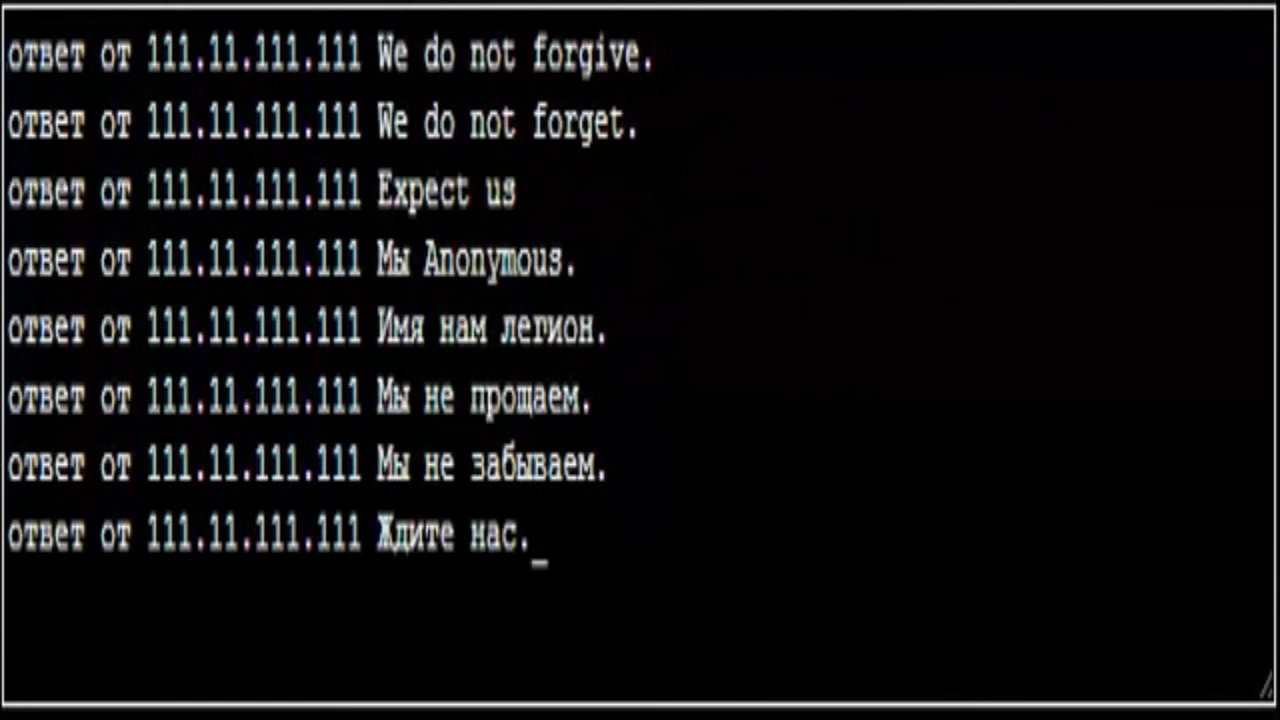 ответ от 111.11.111.111 We do not forgive.
ответ от 111.11.111.111 We do not forget.
ответ от 111.11.111.111 Expect us
ответ от 111.11.111.111 Мы Anonymous.
ответ от 111.11.111.111 Имя нам легион.
ответ от 111.11.111.111 Мы не прощаем.
ответ от 111.11.111.111 Мы не забываем.
ответ от 111.11.111.111 Ждите нас._